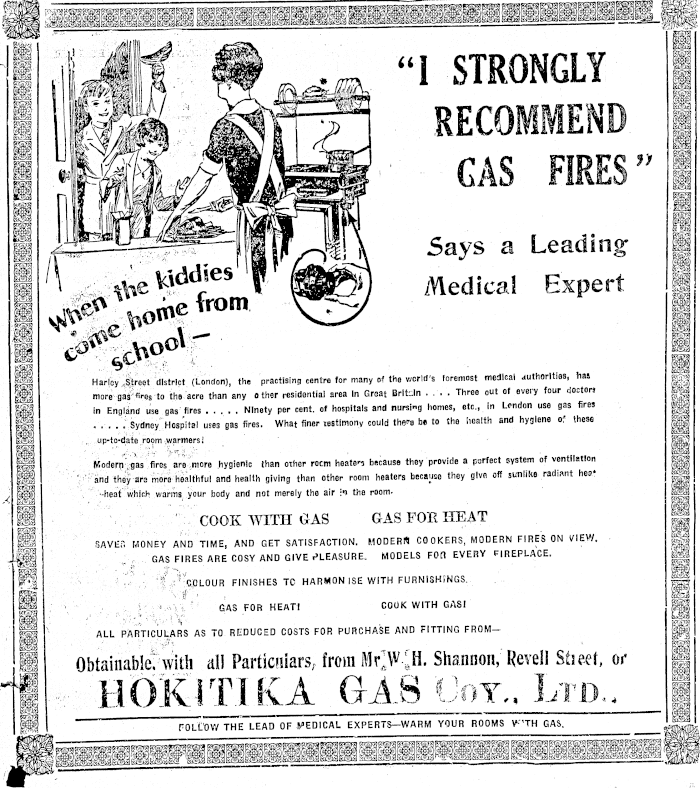 "I STRONGLY
RECOMMEND
GAS FIRES"
Says a Leading
Medical Expert
When the kiddies
come home from
school —
Harley Street district (London), the practising centre for many of the world's foremost medical authorities, has
more gas fires to the acre than any other residential area in Great Britain . . . . Three out of every four doctors
in England use gas fires . . . . . Ninety per cent. of hospitals and nursing homes, etc., in London use gas fires
. . . . . Sydney Hospital uses gas fires. What finer testimony could there be to the health and hygiene of these
up-to-date room warmers!
Modern gas fires are more hygienic than other room heaters because they provide a perfect system of ventilation
and they are more healthful and health giving than other room heaters because they give off sunlike radiant heat
—heat which warms your body and not merely the air in the room.
COOK WITH GAS GAS FOR HEAT
SAVES MONEY AND TIME, AND GET SATISFACTION. MODERN COOKERS, MODERN FIRES ON VIEW.
GAS FIRES ARE COSY AND GIVE PLEASURE. MODELS FOR EVERY FIREPLACE.
COLOUR FINISHES TO HARMONISE WITH FURNISHINGS.
GAS FOR HEAT! COOK WITH GAS!
ALL PARTICULARS AS TO REDUCED COSTS FOR PURCHASE AND FITTING FROM—
Obtainable, with all Particulars, from Mr. W. H. Shannon, Revell Street, or
HOKITIKA GAS COY., LTD.,
FOLLOW THE LEAD OF MEDICAL EXPERTS—WARM YOUR ROOMS WITH GAS.